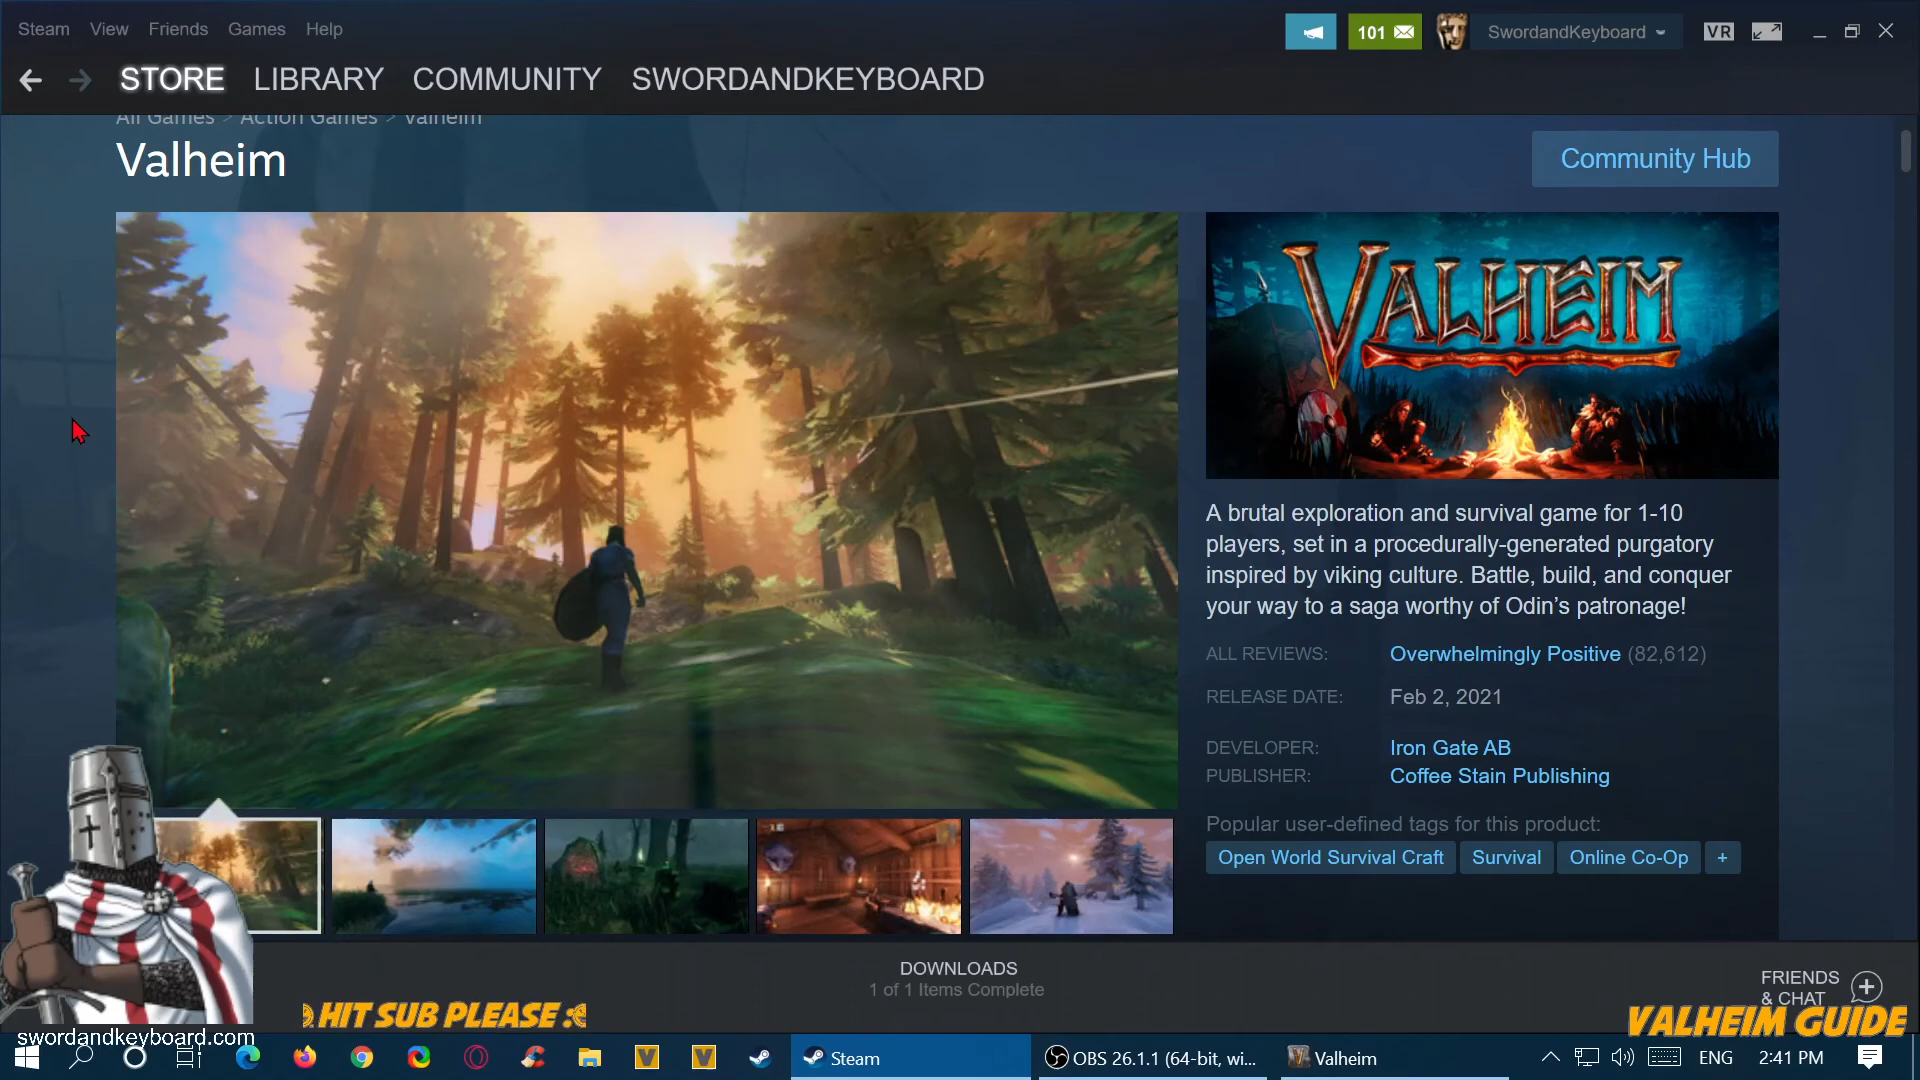 Steam View Friends Games Help
101
SwordandKeyboard
VR
STORE LIBRARY COMMUNITY SWORDANDKEYBOARD
All Games > Action Games > Valheim
Valheim
Community Hub
VALHEIM
A brutal exploration and survival game for 1-10
players, set in a procedurally-generated purgatory
inspired by viking culture. Battle, build, and conquer
your way to a saga worthy of Odin’s patronage!
ALL REVIEWS: Overwhelmingly Positive (82,612)
RELEASE DATE: Feb 2, 2021
DEVELOPER: Iron Gate AB
PUBLISHER: Coffee Stain Publishing
Popular user-defined tags for this product:
Open World Survival Craft Survival Online Co-Op +
DOWNLOADS
1 of 1 Items Complete
FRIENDS
& CHAT
HIT SUB PLEASE
VALHEIM GUIDE
swordandkeyboard.com
Steam
OBS 26.1.1 (64-bit, wi...
Valheim
ENG
2:41 PM